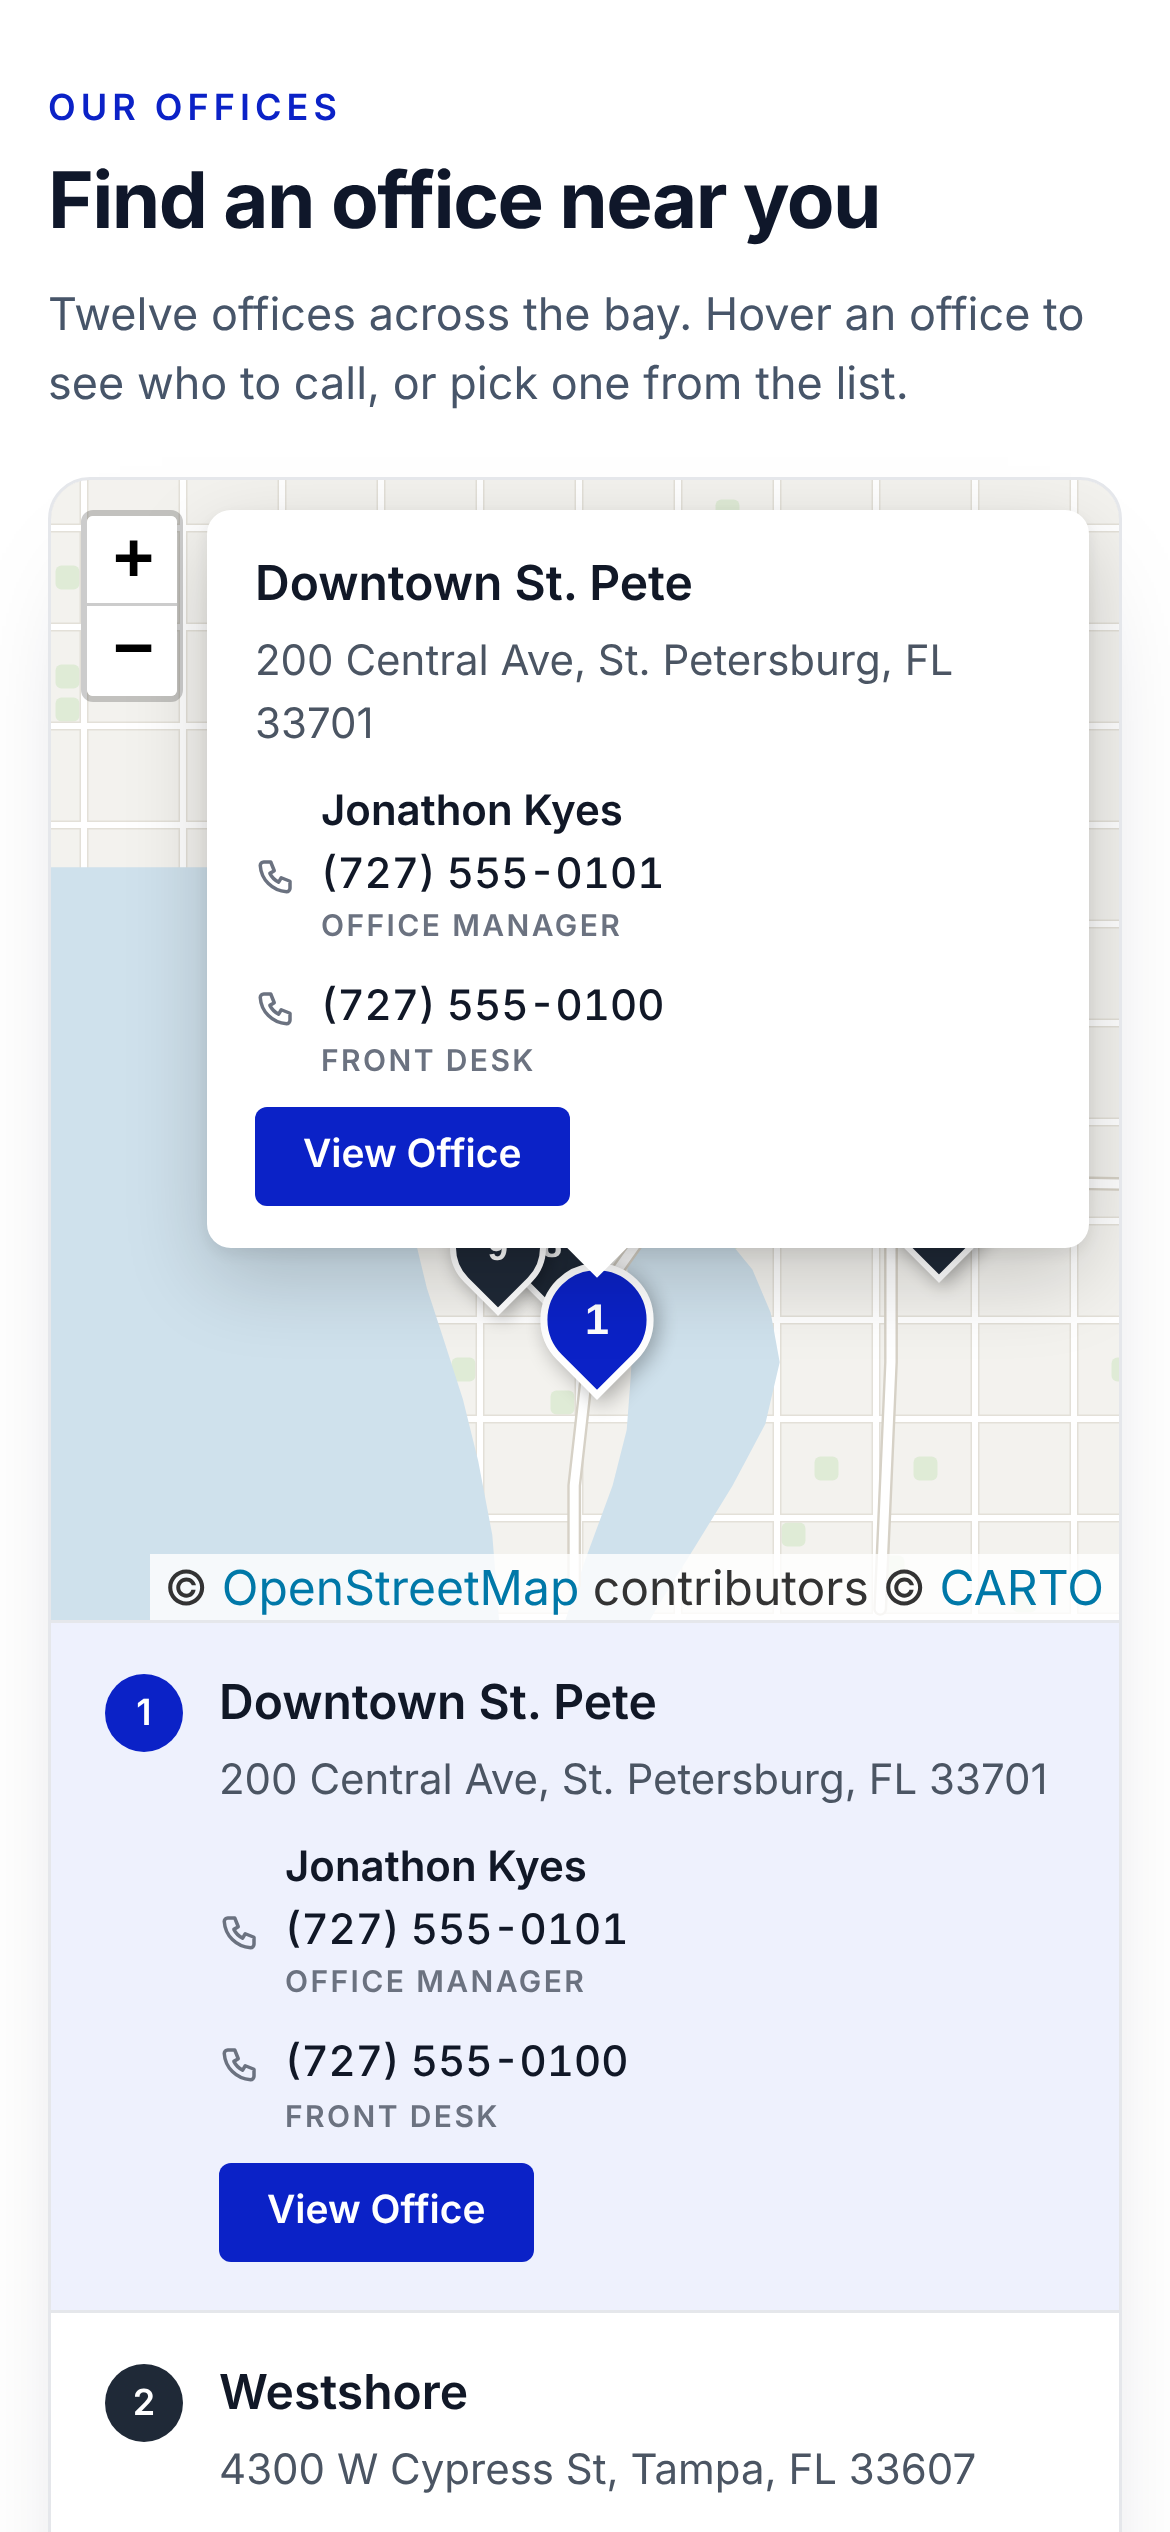 OUR OFFICES
Find an office near you
Twelve offices across the bay. Hover an office to
see who to call, or pick one from the list.
+
−
Downtown St. Pete
200 Central Ave, St. Petersburg, FL
33701
Jonathon Kyes
(727) 555-0101
OFFICE MANAGER
(727) 555-0100
FRONT DESK
View Office
9
1
© OpenStreetMap contributors © CARTO
1
Downtown St. Pete
200 Central Ave, St. Petersburg, FL 33701
Jonathon Kyes
(727) 555-0101
OFFICE MANAGER
(727) 555-0100
FRONT DESK
View Office
2
Westshore
4300 W Cypress St, Tampa, FL 33607